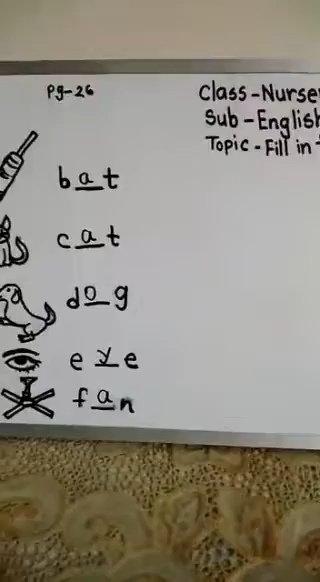 Pg-26
Class-Nurse
Sub-English
Topic-Fill in
bat
cat
dog
eye
fan